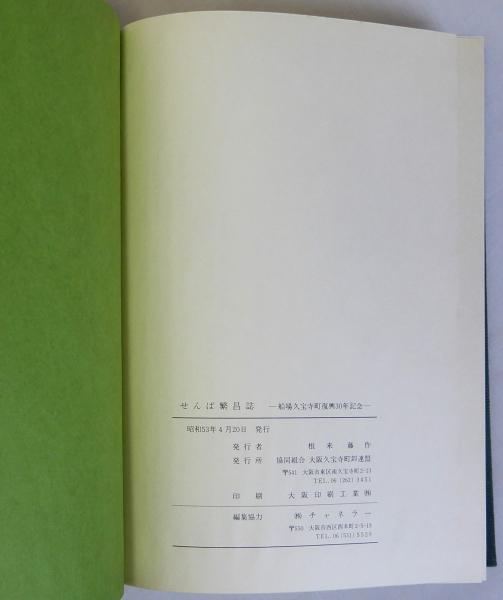 せんば繁昌誌　―船場久宝寺町復興30年記念―
昭和53年4月20日　発行
発行者　根来藤作
発行所　協同組合 大阪久宝寺町卸連盟
〒541　大阪市東区南久宝寺町2-21
TEL.06 (262) 3451
印刷　大阪印刷工業㈱
編集協力　㈱チャネラー
〒550　大阪市西区西本町2-5-19
TEL.06 (531) 5529